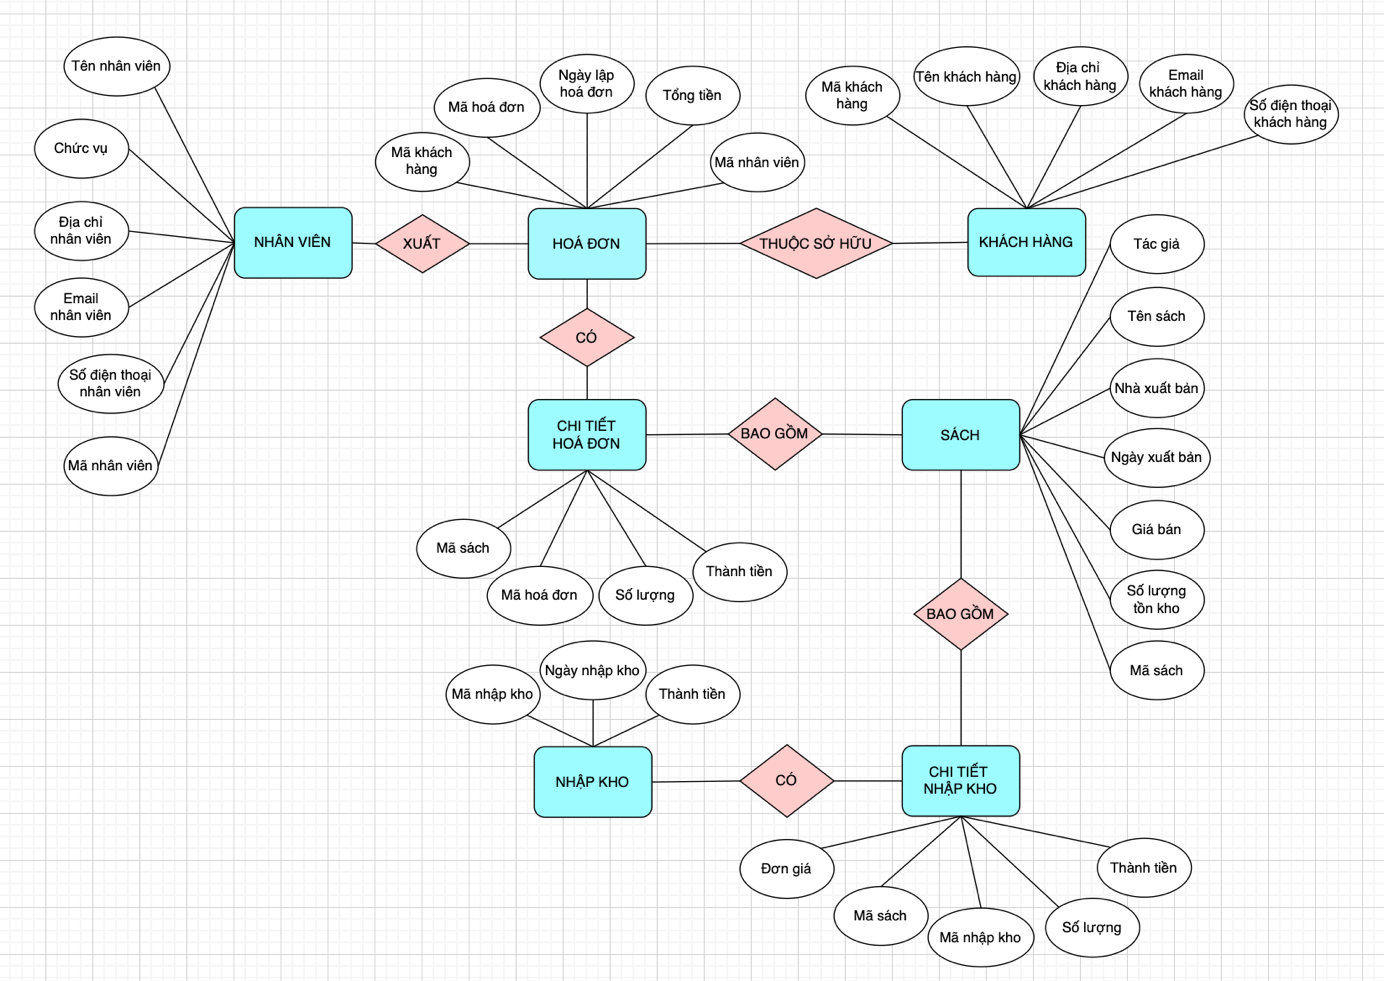 Tên nhân viên
Chức vụ
Địa chỉ
nhân viên
Email
nhân viên
Số điện thoại
nhân viên
Mã nhân viên
NHÂN VIÊN
XUẤT
Mã khách
hàng
Mã hoá đơn
Ngày lập
hoá đơn
Tổng tiền
Mã nhân viên
HOÁ ĐƠN
THUỘC SỞ HỮU
Mã khách
hàng
Tên khách hàng
Địa chỉ
khách hàng
Email
khách hàng
Số điện thoại
khách hàng
KHÁCH HÀNG
CÓ
CHI TIẾT
HOÁ ĐƠN
Mã sách
Mã hoá đơn
Số lượng
Thành tiền
BAO GỒM
SÁCH
Tác giả
Tên sách
Nhà xuất bản
Ngày xuất bản
Giá bán
Số lượng
tồn kho
Mã sách
BAO GỒM
Mã nhập kho
Ngày nhập kho
Thành tiền
NHẬP KHO
CÓ
CHI TIẾT
NHẬP KHO
Đơn giá
Mã sách
Mã nhập kho
Số lượng
Thành tiền